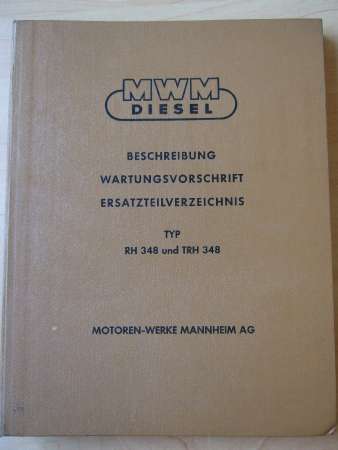 MWM
DIESEL
BESCHREIBUNG
WARTUNGSVORSCHRIFT
ERSATZTEILVERZEICHNIS
TYP
RH 348 und TRH 348
MOTOREN-WERKE MANNHEIM AG